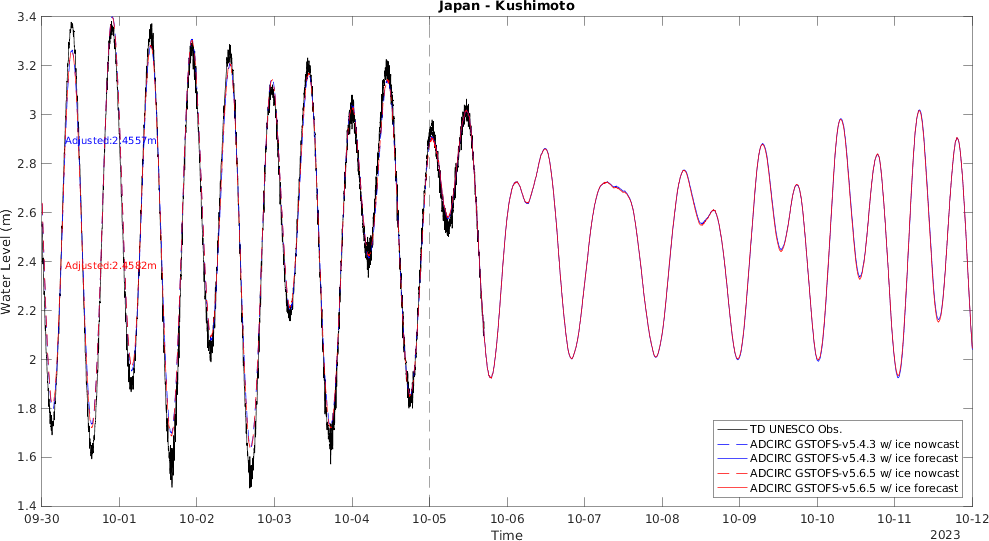 Japan - Kushimoto
3.4
3.2
3
2.8
2.6
2.4
2.2
2
1.8
1.6
1.4
Water Level (m)
Adjusted:2.4557m
Adjusted:2.4582m
TD UNESCO Obs.
ADCIRC GSTOFS-v5.4.3 w/ ice nowcast
ADCIRC GSTOFS-v5.4.3 w/ ice forecast
ADCIRC GSTOFS-v5.6.5 w/ ice nowcast
ADCIRC GSTOFS-v5.6.5 w/ ice forecast
09-30 10-01 10-02 10-03 10-04 10-05 10-06 10-07 10-08 10-09 10-10 10-11 10-12
Time
2023